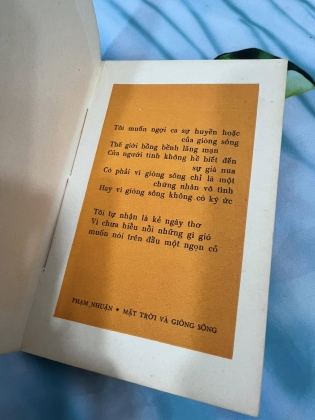 Tôi muốn ngợi ca sự huyền hoặc
của giòng sông
Thế giới bồng bềnh lãng mạn
Của người tình không hề biết đến
sự già nua
Có phải vì giòng sông chỉ là một
chứng nhân vô tình
Hay vì giòng sông không có ký ức
Tôi tự nhận là kẻ ngây thơ
Vì chưa hiểu nổi những gì gió
muốn nói trên đầu một ngọn cỏ
PHẠM NHUẬN • MẶT TRỜI VÀ GIÒNG SÔNG